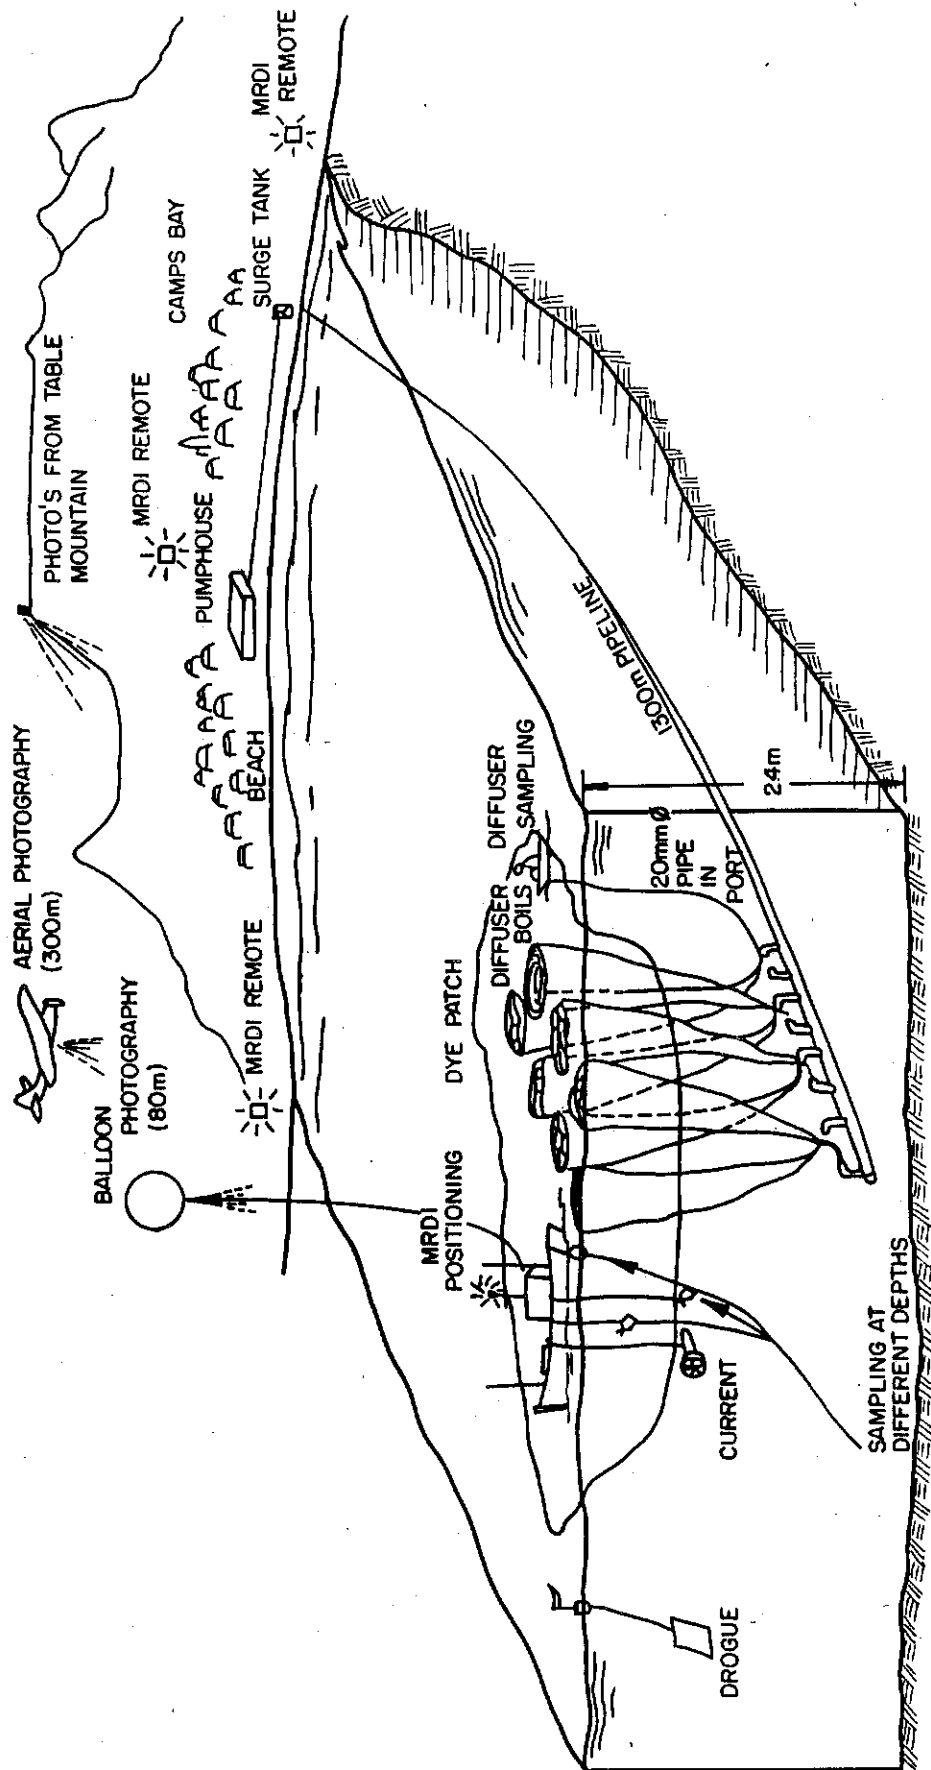 AERIAL PHOTOGRAPHY
(300m)
BALLOON
PHOTOGRAPHY
(80m)
PHOTO'S FROM TABLE
MOUNTAIN
MRDI REMOTE
CAMPS BAY
MRDI
REMOTE
SURGE TANK
PUMPHOUSE
BEACH
MRDI REMOTE
MRDI
POSITIONING
DYE PATCH
DIFFUSER
BOILS
DIFFUSER
SAMPLING
1300m PIPELINE
20mm Ø
PIPE
IN
PORT
24m
CURRENT
DROGUE
SAMPLING AT
DIFFERENT DEPTHS